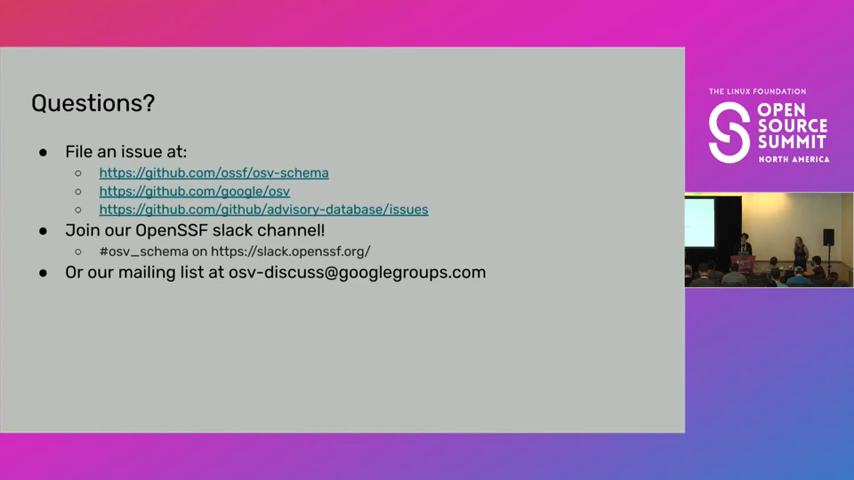 Questions?
● File an issue at:
○ https://github.com/ossf/osv-schema
○ https://github.com/google/osv
○ https://github.com/github/advisory-database/issues
● Join our OpenSSF slack channel!
○ #osv_schema on https://slack.openssf.org/
● Or our mailing list at osv-discuss@googlegroups.com
THE LINUX FOUNDATION
OPEN
SOURCE
SUMMIT
NORTH AMERICA